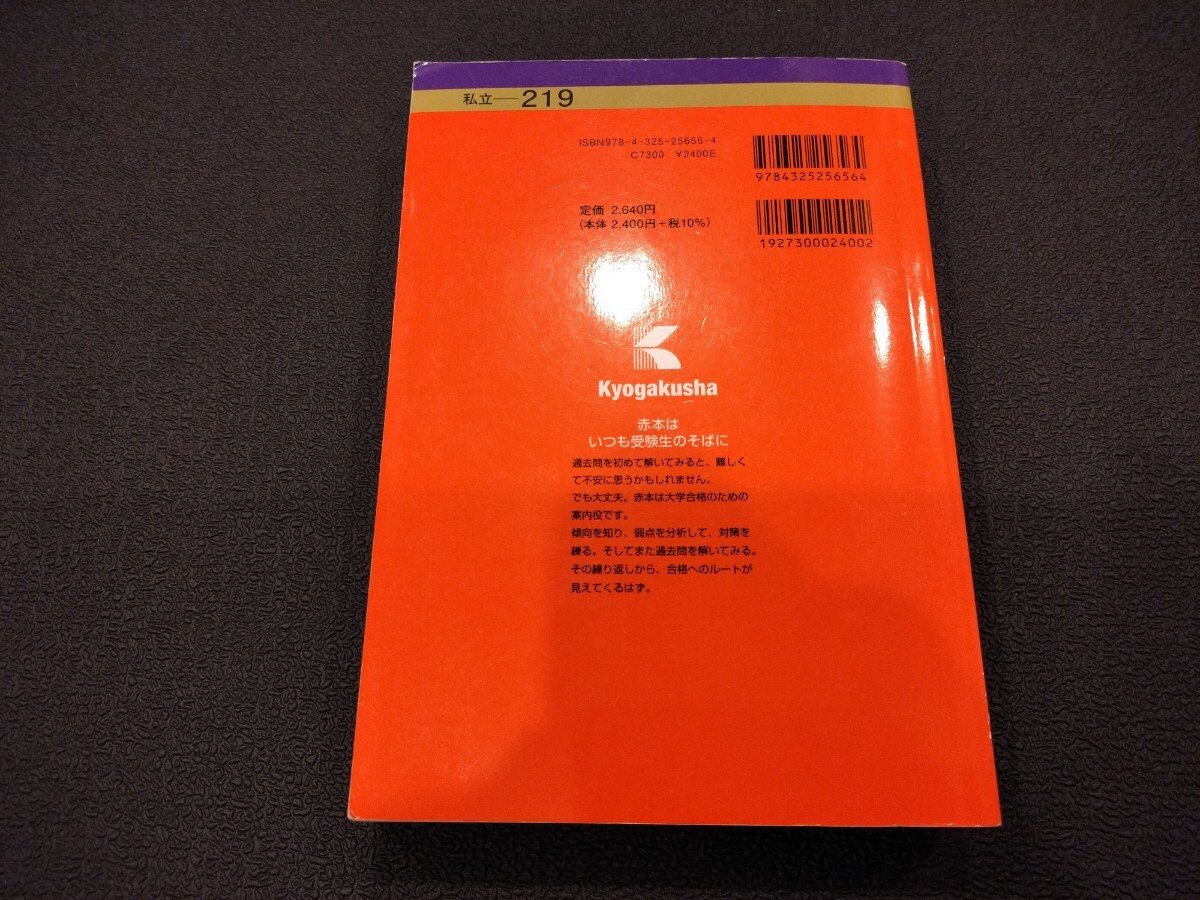 私立―219
ISBN978-4-325-25656-4
C7300 ¥2400E
9784325256564
定価 2,640円
(本体 2,400円+税10%)
1927300024002
Kyogakusha
赤本は
いつも受験生のそばに
過去問を初めて解いてみると、難しく
て不安に思うかもしれません。
でも大丈夫。赤本は大学合格のための
案内役です。
傾向を知り、弱点を分析して、対策を
練る。そしてまた過去問を解いてみる。
その繰り返しから、合格へのルートが
見えてくるはず。